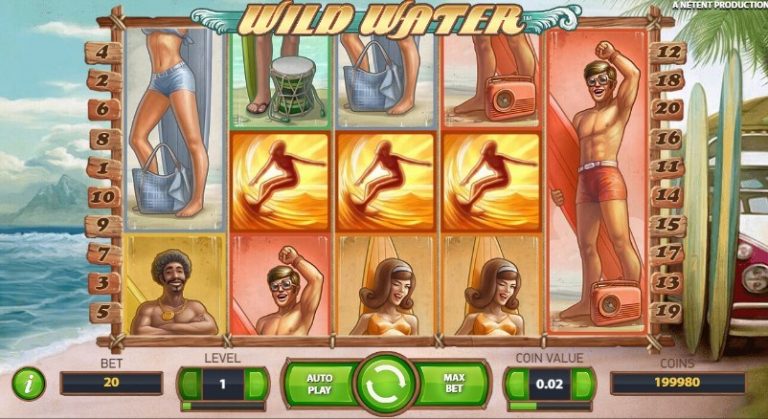 A NETENT PRODUCTION
WILD WATER
4 12
2 18
6 20
8 16
1 11
10 14
9 15
7 17
3 13
5 19
BET LEVEL COIN VALUE COINS
i 20 1 AUTO PLAY MAX BET 0.02 199980